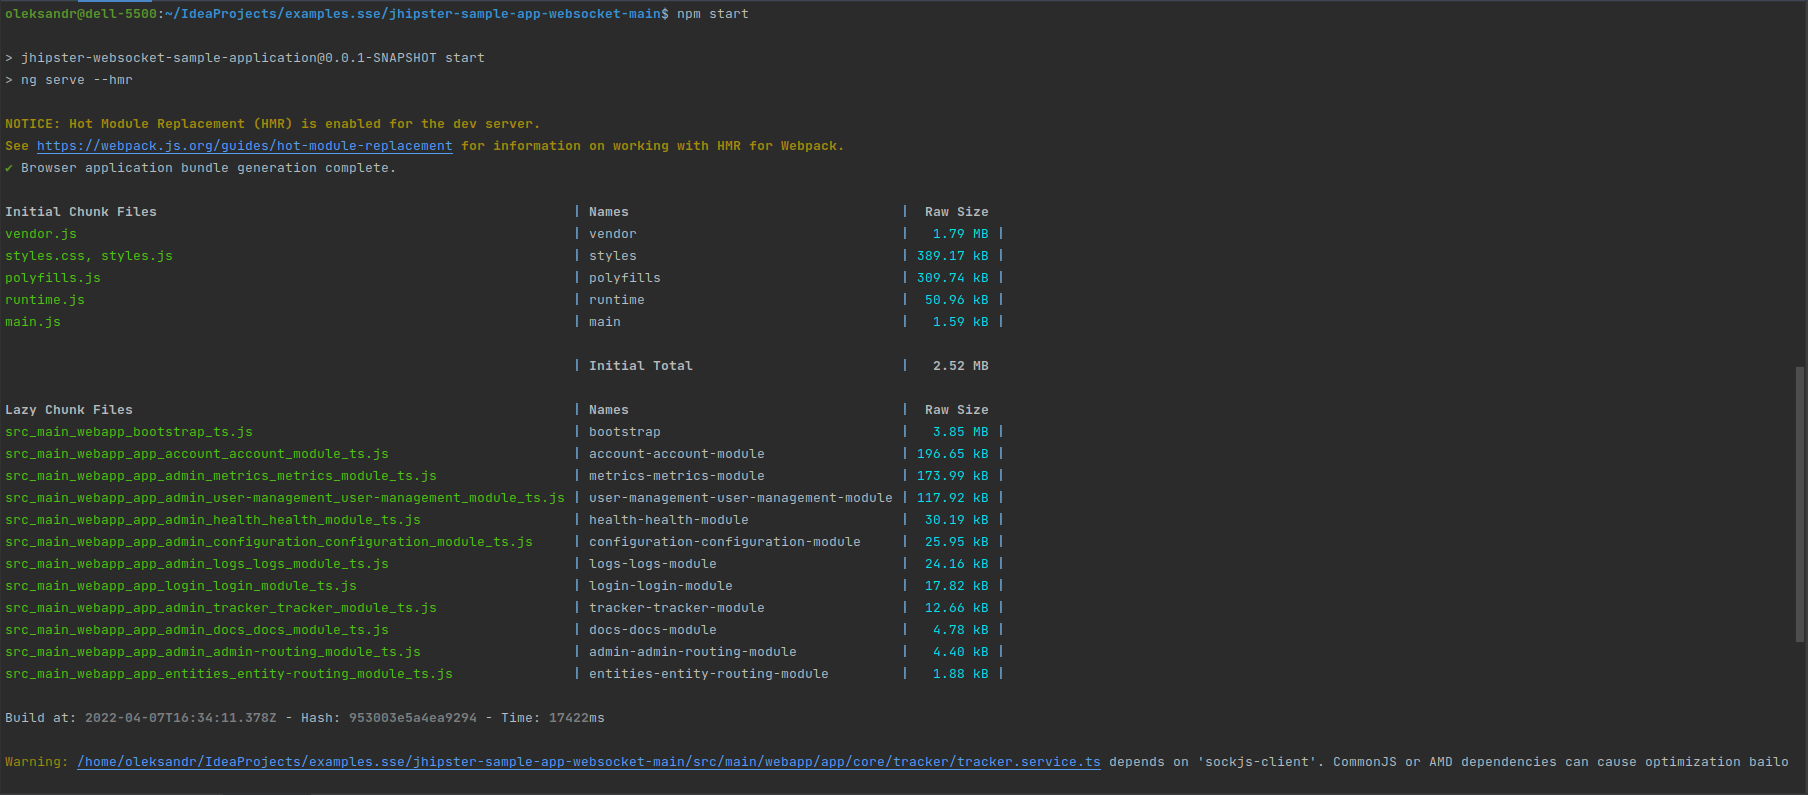 oleksandr@dell-5500:~/IdeaProjects/examples.sse/jhipster-sample-app-websocket-main$ npm start
> jhipster-websocket-sample-application@0.0.1-SNAPSHOT start
> ng serve --hmr
NOTICE: Hot Module Replacement (HMR) is enabled for the dev server.
See https://webpack.js.org/guides/hot-module-replacement for information on working with HMR for Webpack.
✔ Browser application bundle generation complete.
Initial Chunk Files | Names | Raw Size
vendor.js | vendor | 1.79 MB |
styles.css, styles.js | styles | 389.17 kB |
polyfills.js | polyfills | 309.74 kB |
runtime.js | runtime | 50.96 kB |
main.js | main | 1.59 kB |
| Initial Total | 2.52 MB
Lazy Chunk Files | Names | Raw Size
src_main_webapp_bootstrap_ts.js | bootstrap | 3.85 MB |
src_main_webapp_app_account_account_module_ts.js | account-account-module | 196.65 kB |
src_main_webapp_app_admin_metrics_metrics_module_ts.js | metrics-metrics-module | 173.99 kB |
src_main_webapp_app_admin_user-management_user-management_module_ts.js | user-management-user-management-module | 117.92 kB |
src_main_webapp_app_admin_health_health_module_ts.js | health-health-module | 30.19 kB |
src_main_webapp_app_admin_configuration_configuration_module_ts.js | configuration-configuration-module | 25.95 kB |
src_main_webapp_app_admin_logs_logs_module_ts.js | logs-logs-module | 24.16 kB |
src_main_webapp_app_login_login_module_ts.js | login-login-module | 17.82 kB |
src_main_webapp_app_admin_tracker_tracker_module_ts.js | tracker-tracker-module | 12.66 kB |
src_main_webapp_app_admin_docs_docs_module_ts.js | docs-docs-module | 4.78 kB |
src_main_webapp_app_admin_admin-routing_module_ts.js | admin-admin-routing-module | 4.40 kB |
src_main_webapp_app_entities_entity-routing_module_ts.js | entities-entity-routing-module | 1.88 kB |
Build at: 2022-04-07T16:34:11.378Z - Hash: 953003e5a4ea9294 - Time: 17422ms
Warning: /home/oleksandr/IdeaProjects/examples.sse/jhipster-sample-app-websocket-main/src/main/webapp/app/core/tracker/tracker.service.ts depends on 'sockjs-client'. CommonJS or AMD dependencies can cause optimization bailo